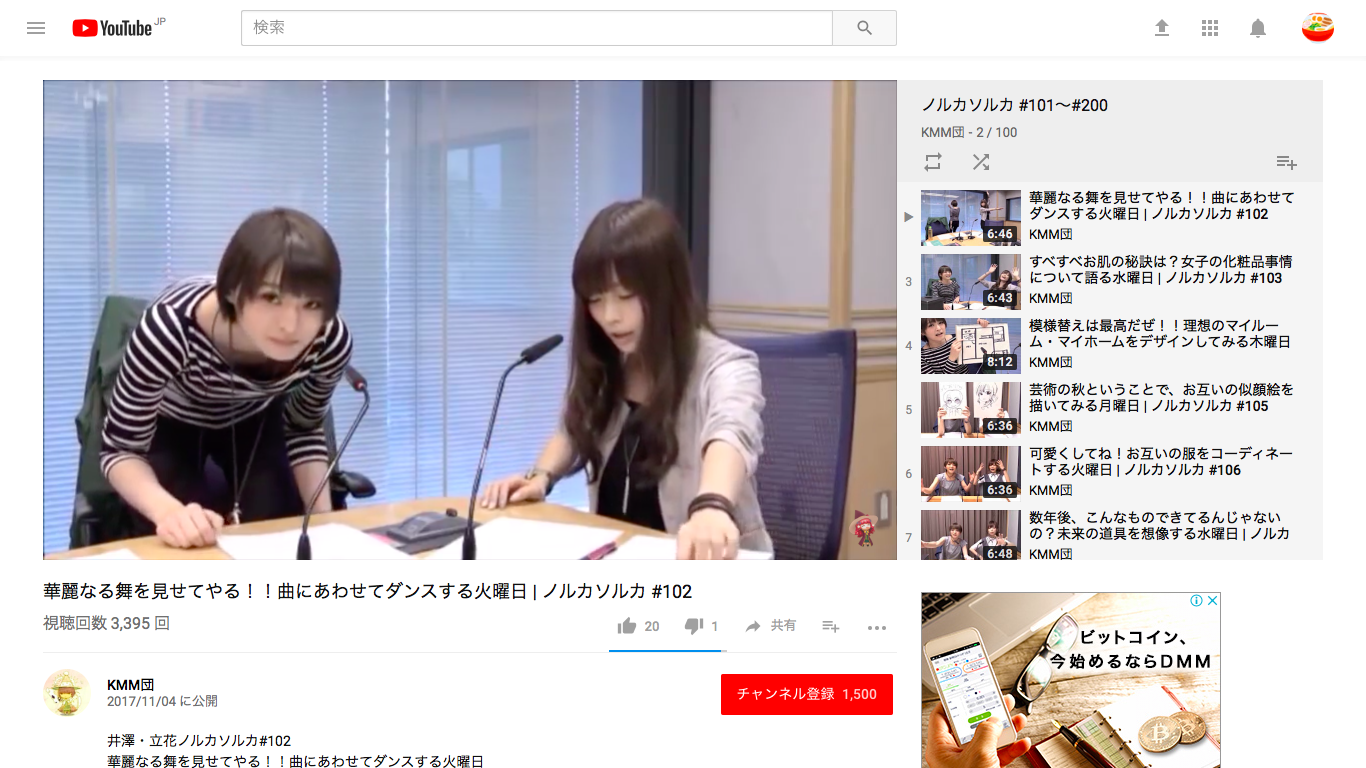 YouTube JP
検索
ノルカソルカ #101～#200
KMM団 - 2 / 100
華麗なる舞を見せてやる！！曲にあわせて
ダンスする火曜日 | ノルカソルカ #102
KMM団
6:46
3
すべすべお肌の秘訣は？女子の化粧品事情
について語る水曜日 | ノルカソルカ #103
KMM団
6:43
4
模様替えは最高だぜ！！理想のマイルー
ム・マイホームをデザインしてみる木曜日
KMM団
8:12
5
芸術の秋ということで、お互いの似顔絵を
描いてみる月曜日 | ノルカソルカ #105
KMM団
6:36
6
可愛くしてね！お互いの服をコーディネー
トする火曜日 | ノルカソルカ #106
KMM団
6:36
7
数年後、こんなものできてるんじゃない
の？未来の道具を想像する水曜日 | ノルカ
KMM団
6:48
華麗なる舞を見せてやる！！曲にあわせてダンスする火曜日 | ノルカソルカ #102
視聴回数 3,395 回
20
1
共有
KMM団
2017/11/04 に公開
チャンネル登録 1,500
井澤・立花ノルカソルカ#102
華麗なる舞を見せてやる！！曲にあわせてダンスする火曜日
ビットコイン、
今始めるならDMM